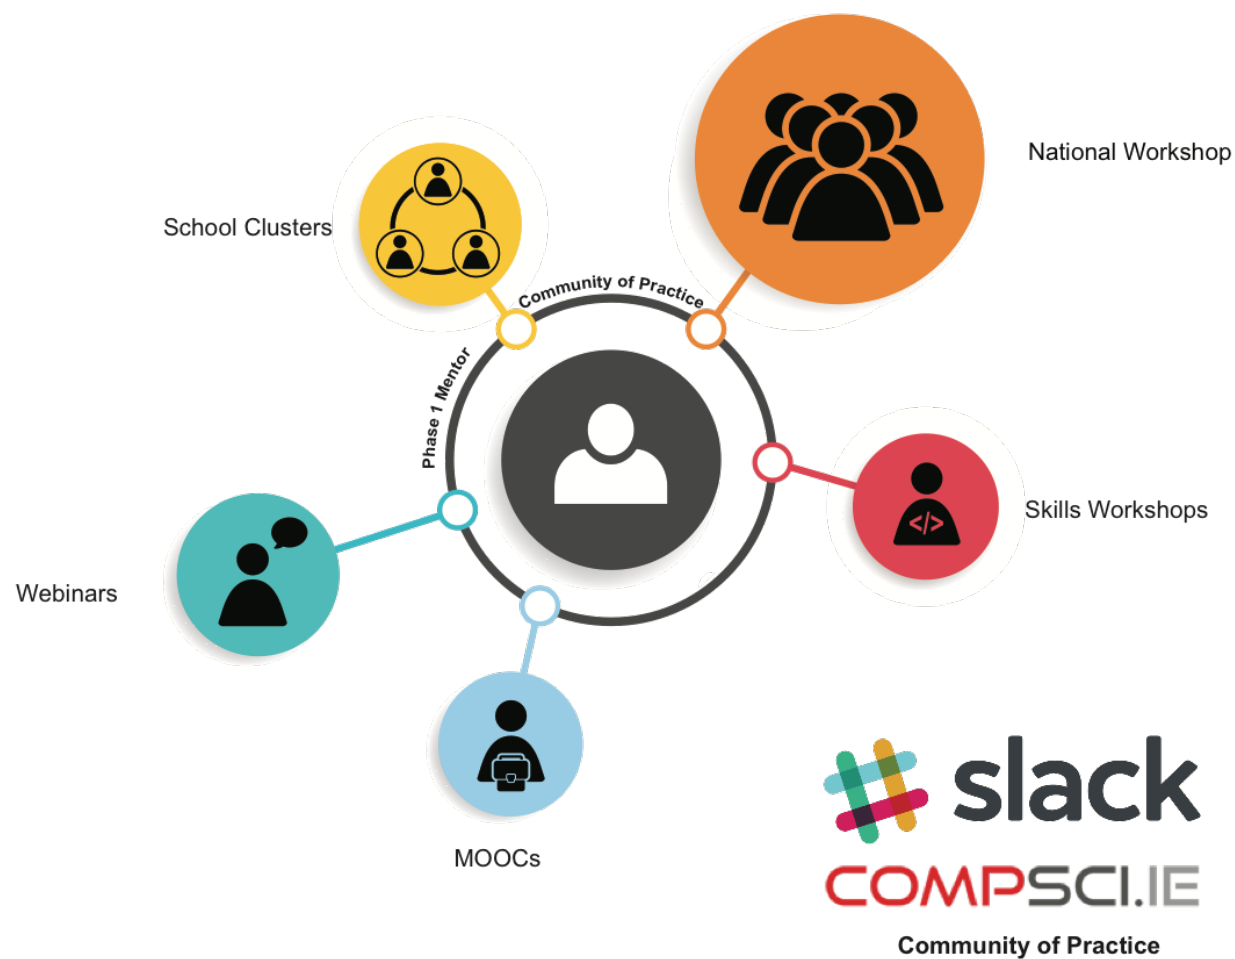 National Workshop
School Clusters
Community of Practice
Phase 1 Mentor
</>
Skills Workshops
Webinars
MOOCs
slack
COMPSCI.IE
Community of Practice